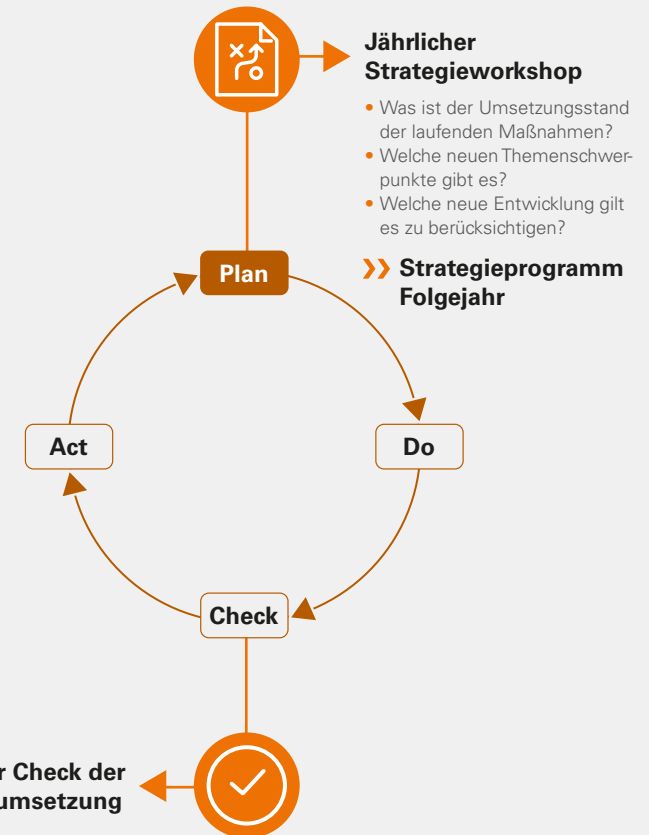 Jährlicher
Strategieworkshop
• Was ist der Umsetzungsstand
der laufenden Maßnahmen?
• Welche neuen Themenschwer-
punkte gibt es?
• Welche neue Entwicklung gilt
es zu berücksichtigen?
Strategieprogramm
Folgejahr
Plan
Act
Do
Check
Check der
umsetzung